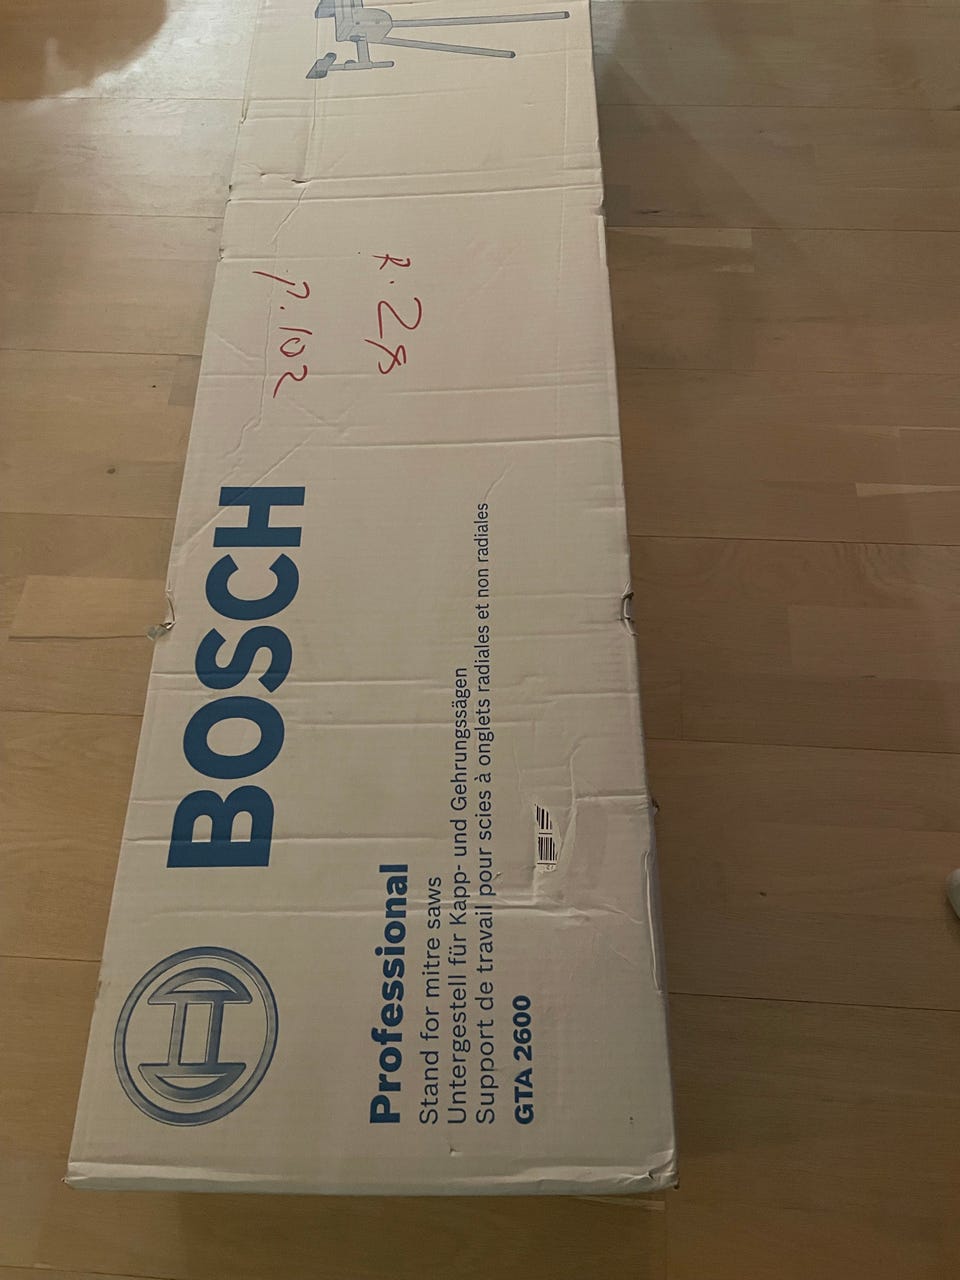 BOSCH
Professional
Stand for mitre saws
Untergestell für Kapp- und Gehrungssägen
Support de travail pour scies à onglets radiales et non radiales
GTA 2600
P.102